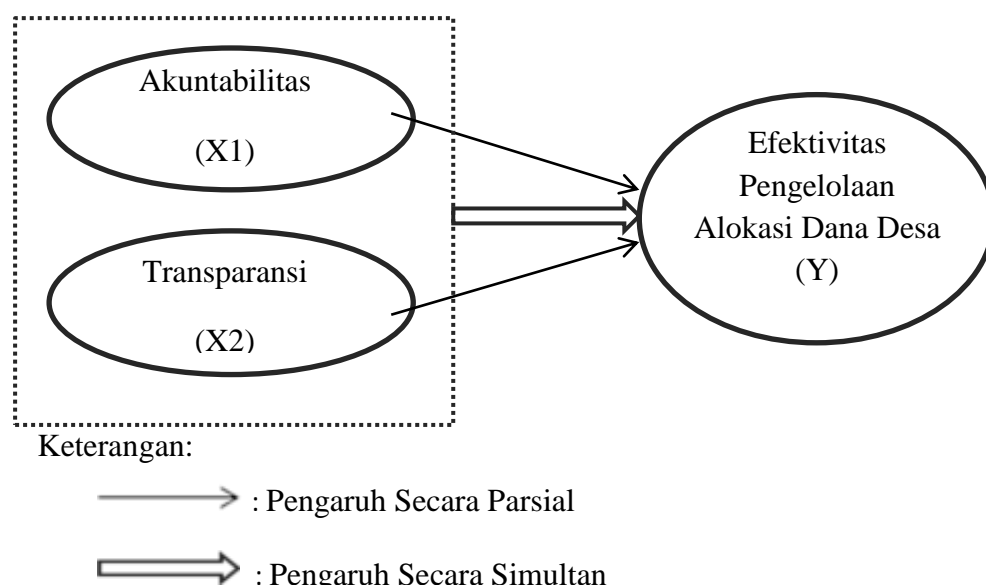 Akuntabilitas
(X1)
Transparansi
(X2)
Efektivitas
Pengelolaan
Alokasi Dana Desa
(Y)
Keterangan:
: Pengaruh Secara Parsial
: Pengaruh Secara Simultan